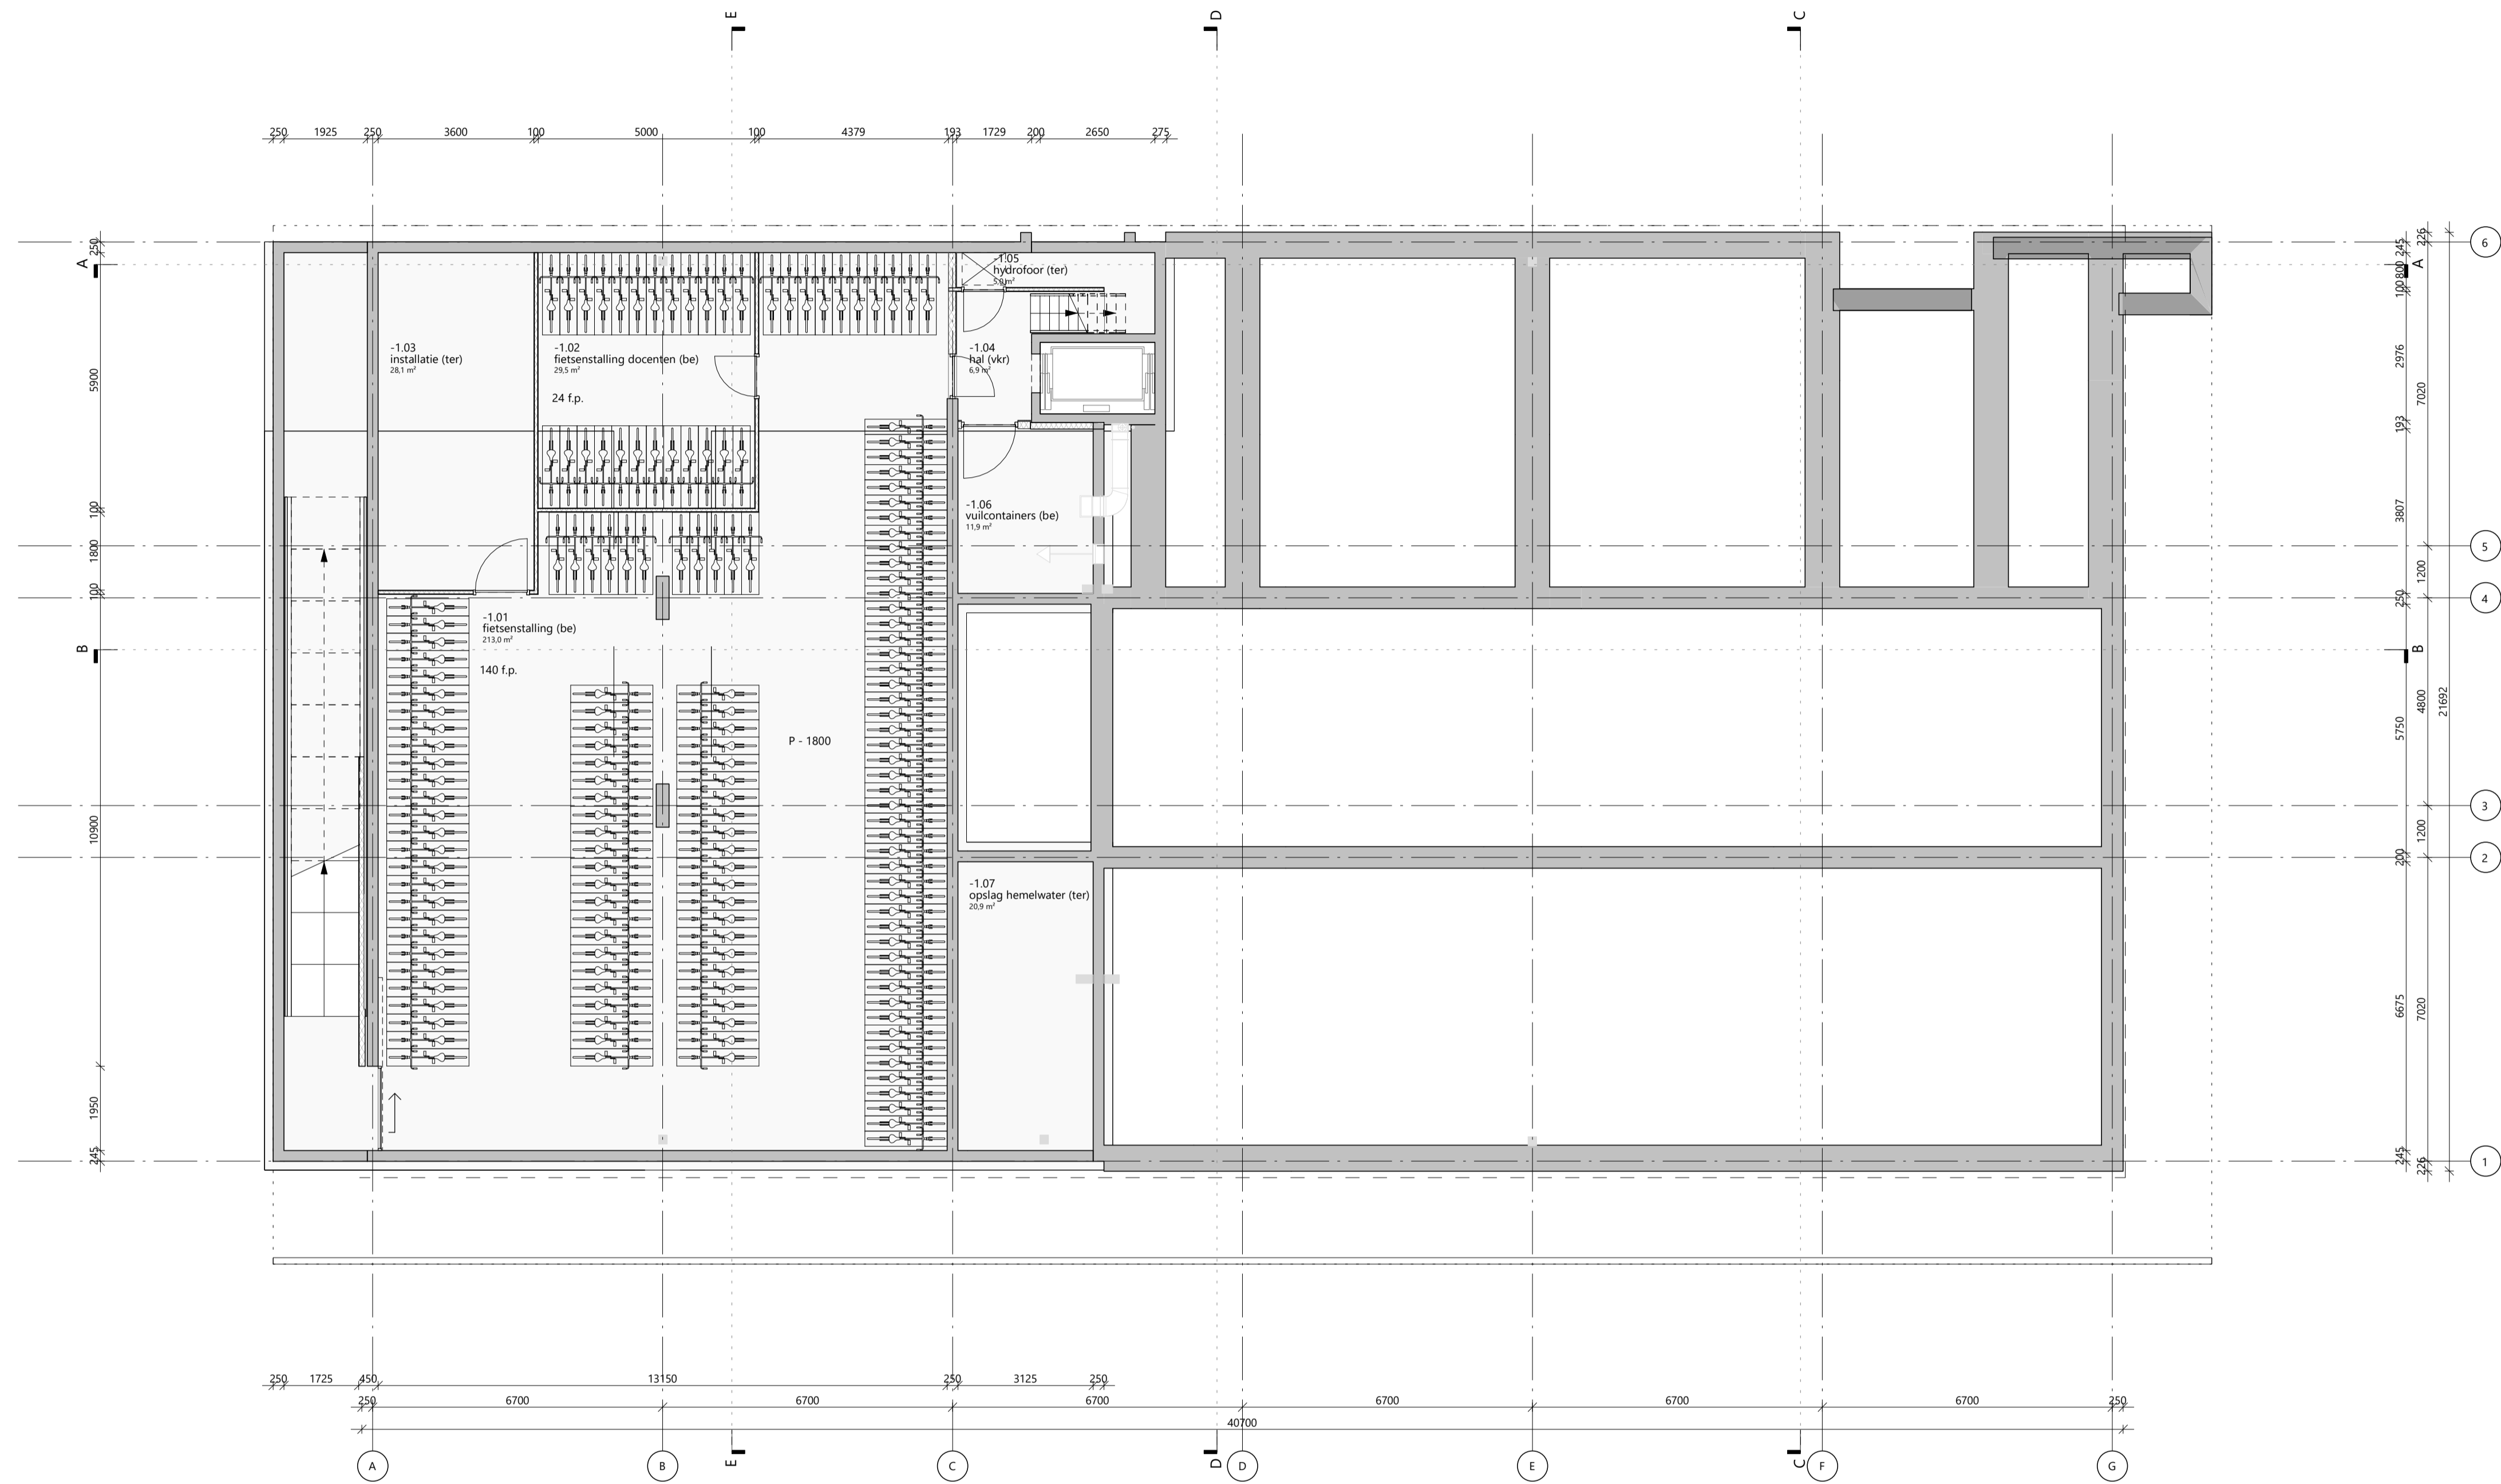 E
D
C
250 1925 250 3600 100 5000 100 4379 193 1729 200 2650 275
A
250
5900
100
1800
100
B
10900
1950
245
-1.05
hydrofoor (ter)
5,0 m²
-1.03
installatie (ter)
28,1 m²
-1.02
fietsenstalling docenten (be)
29,5 m²
24 f.p.
-1.04
hal (vkr)
6,9 m²
-1.06
vuilcontainers (be)
11,9 m²
-1.01
fietsenstalling (be)
213,0 m²
140 f.p.
P - 1800
-1.07
opslag hemelwater (ter)
20,9 m²
245
800
100
2976
193
3807
250
5750
200
6675
245
A
B
226
7020
1200
4800
1200
7020
226
21692
6
5
4
3
2
1
250 1725 450 13150 250 3125 250
250 6700 6700 6700 6700 6700 6700 250
40700
E
D
C
A
B
C
D
E
F
G